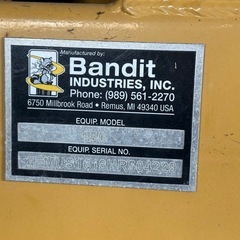 Manufactured by:
Bandit
INDUSTRIES, INC.
Phone: (989) 561-2270
6750 Millbrook Road • Remus, MI 49340 USA
EQUIP. MODEL
EQUIP. SERIAL NO.